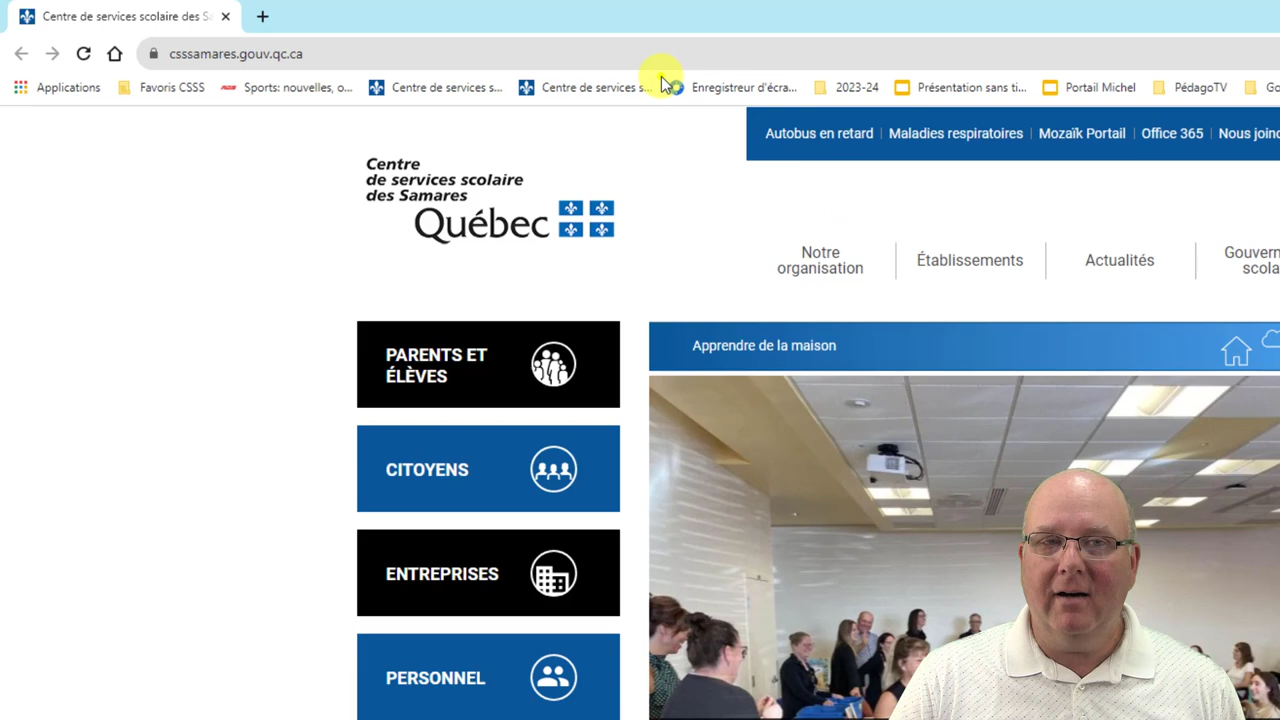 Centre de services scolaire des Sa
csssamares.gouv.qc.ca
Applications
Favoris CSSS
Sports: nouvelles, o...
Centre de services s...
Centre de services s...
Enregistreur d'écra...
2023-24
Présentation sans ti...
Portail Michel
PédagoTV
Go
Autobus en retard
Maladies respiratoires
Mozaïk Portail
Office 365
Nous joind
Centre
de services scolaire
des Samares
Québec
Notre
organisation
Établissements
Actualités
Gouvern
scola
PARENTS ET
ÉLÈVES
CITOYENS
ENTREPRISES
PERSONNEL
Apprendre de la maison